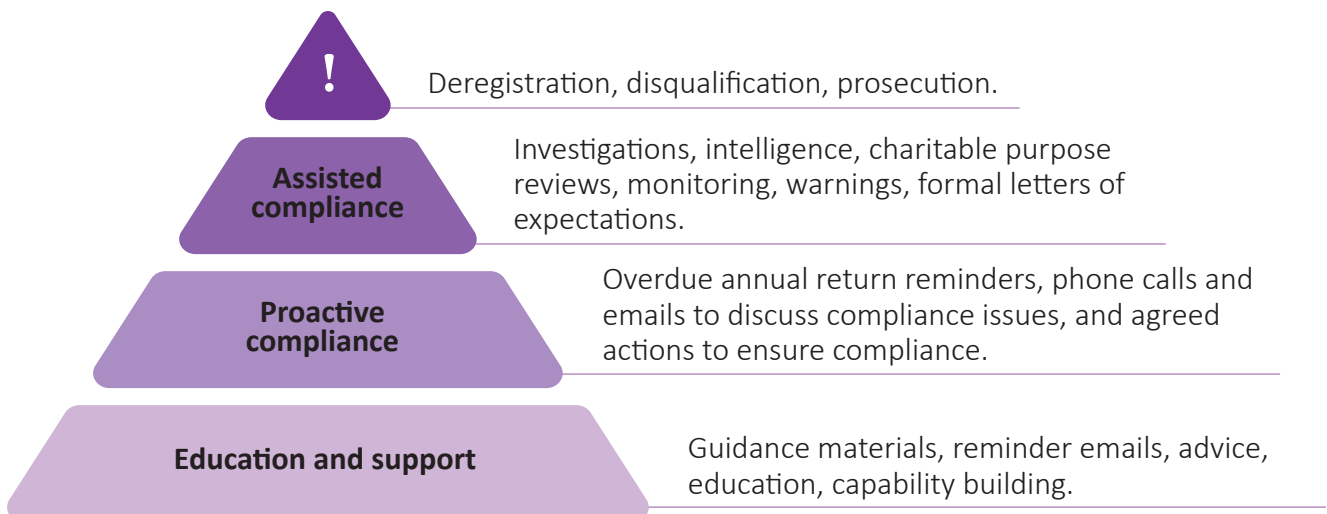 !
Deregistration, disqualification, prosecution.
Assisted
compliance
Investigations, intelligence, charitable purpose
reviews, monitoring, warnings, formal letters of
expectations.
Proactive
compliance
Overdue annual return reminders, phone calls and
emails to discuss compliance issues, and agreed
actions to ensure compliance.
Education and support
Guidance materials, reminder emails, advice,
education, capability building.